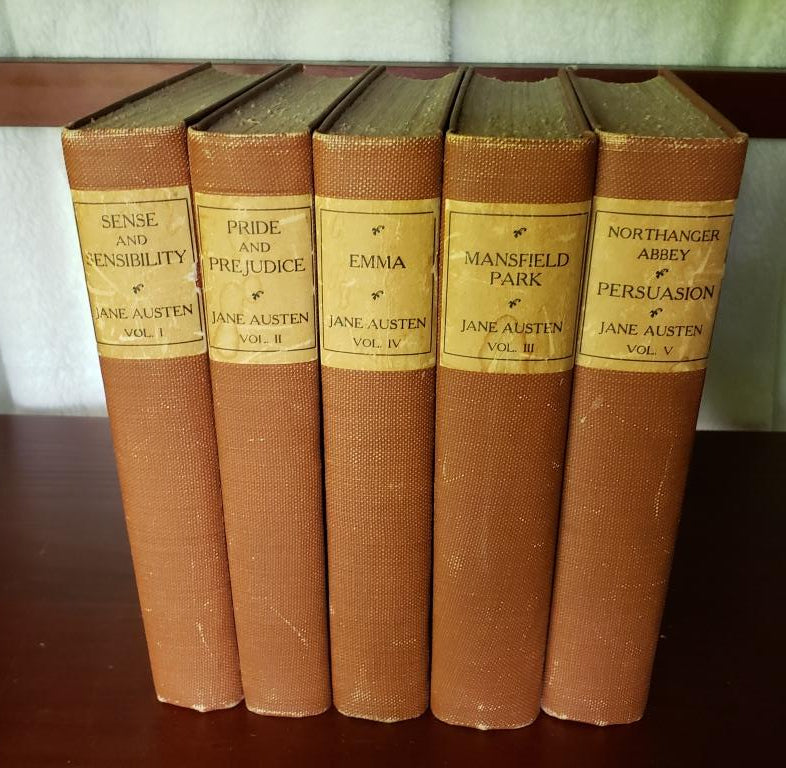 SENSE
AND
SENSIBILITY
JANE AUSTEN
VOL. I
PRIDE
AND
PREJUDICE
JANE AUSTEN
VOL. II
EMMA
JANE AUSTEN
VOL. IV
MANSFIELD
PARK
JANE AUSTEN
VOL. III
NORTHANGER
ABBEY
PERSUASION
JANE AUSTEN
VOL. V